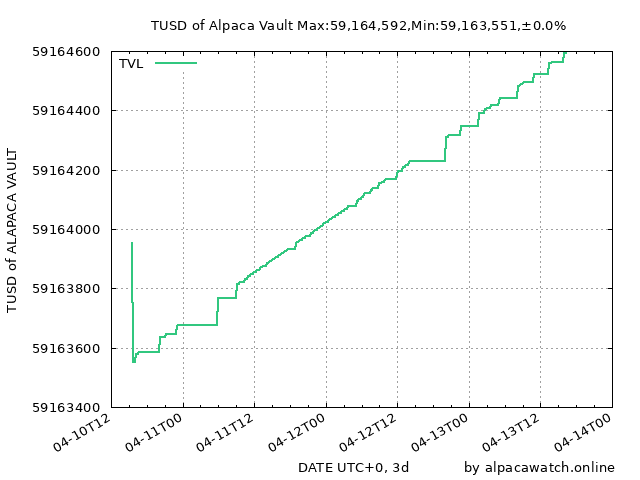 TUSD of Alpaca Vault Max:59,164,592,Min:59,163,551,±0.0%
TVL
59164600
59164400
59164200
59164000
59163800
59163600
59163400
TUSD of ALAPACA VAULT
04-10T12
04-11T00
04-11T12
04-12T00
04-12T12
04-13T00
04-13T12
04-14T00
DATE UTC+0, 3d
by alpacawatch.online